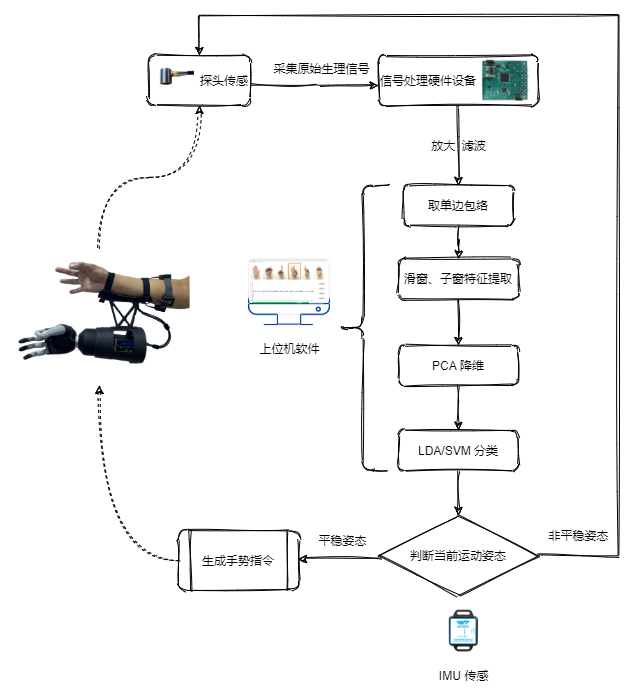 探头传感
采集原始生理信号
信号处理硬件设备
放大 滤波
取单边包络
滑窗、子窗特征提取
上位机软件
PCA 降维
LDA/SVM 分类
生成手势指令
平稳姿态
判断当前运动姿态
非平稳姿态
IMU 传感